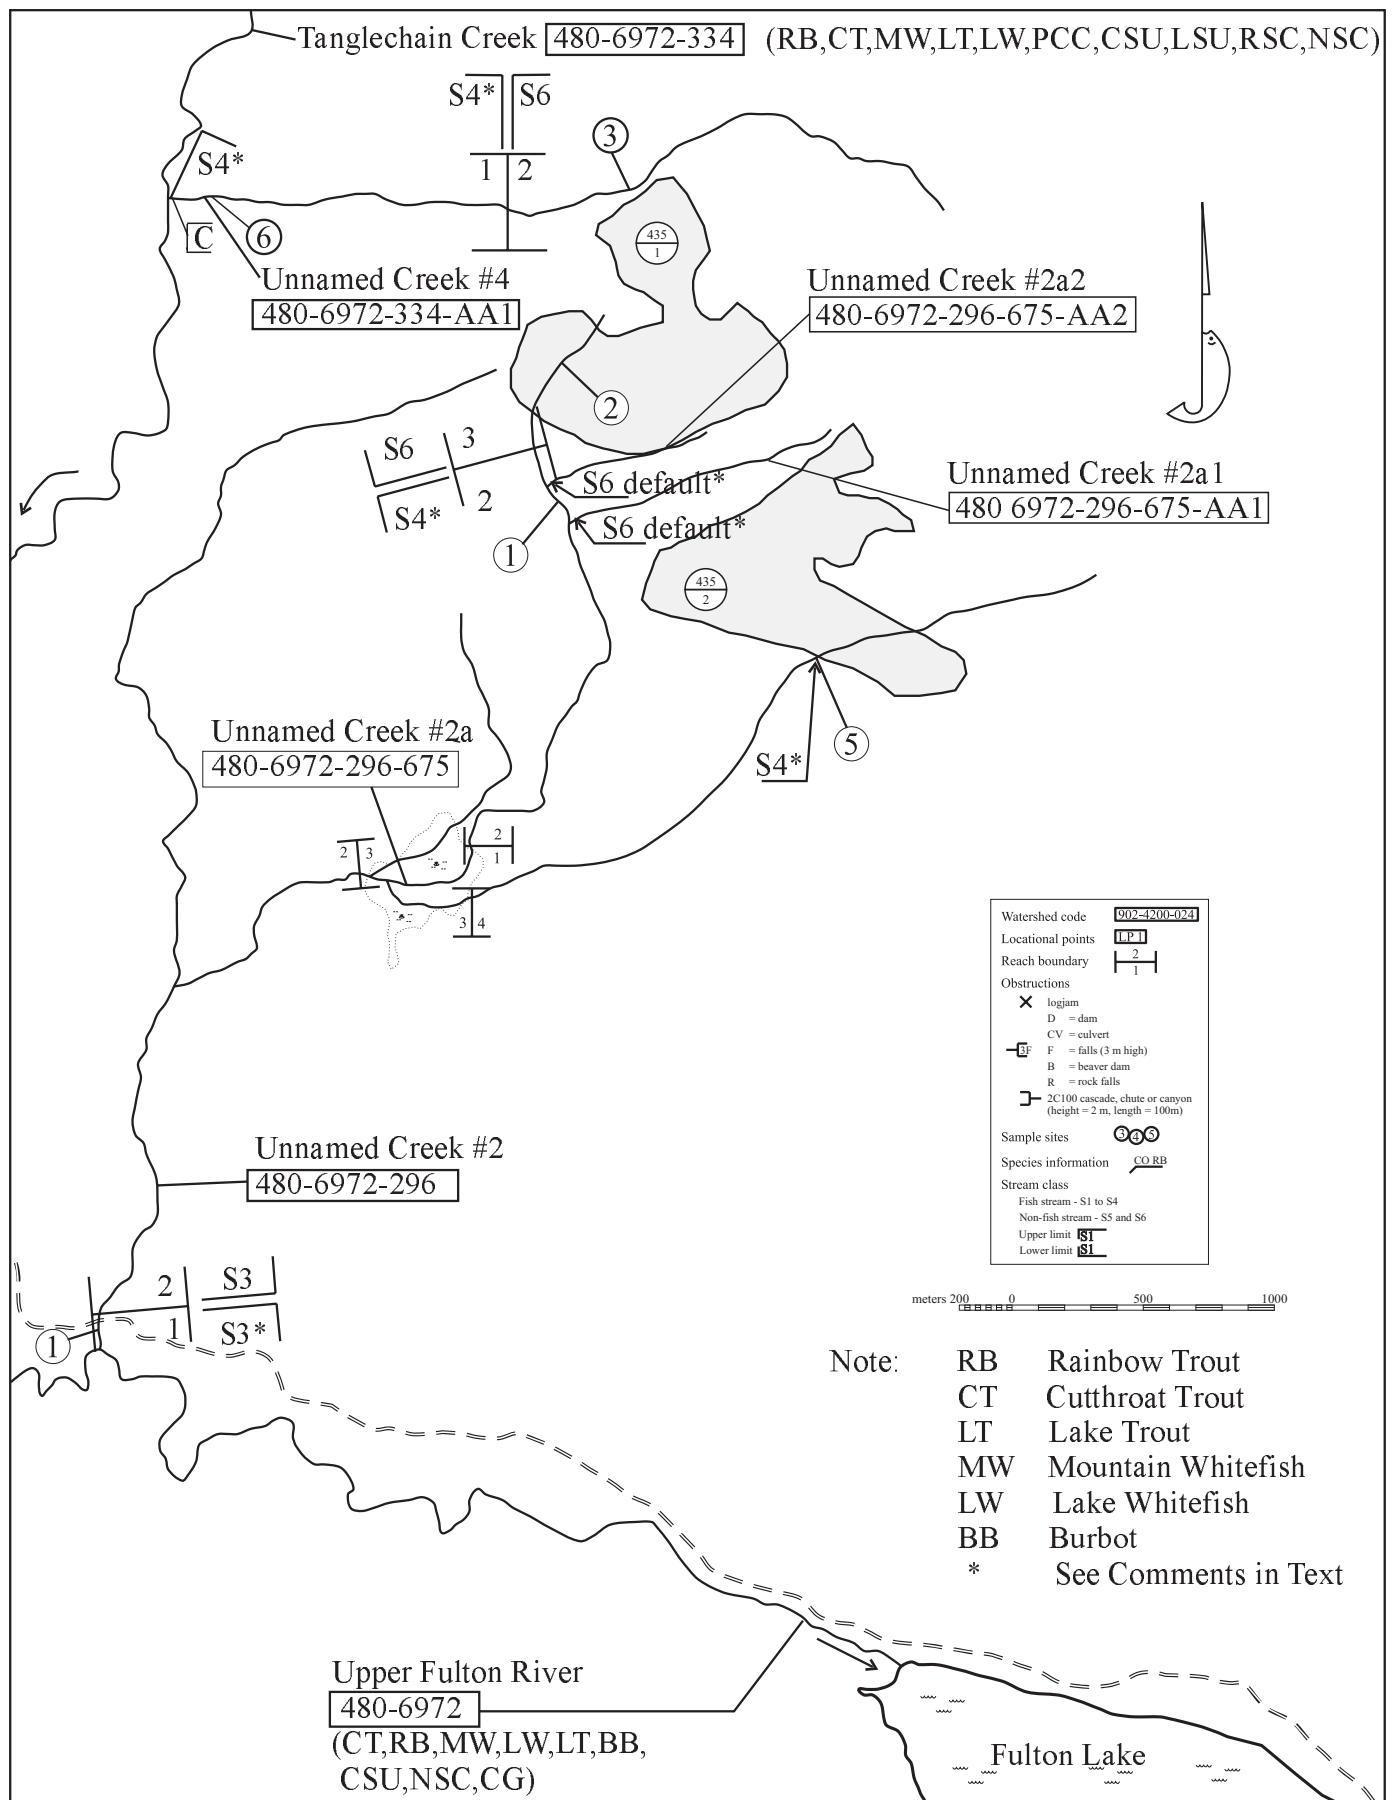 Tanglechain Creek 480-6972-334 (RB,CT,MW,LT,LW,PCC,CSU,LSU,RSC,NSC)
S4* S6
3
1 2
S4*
C 6
435
1
Unnamed Creek #4
480-6972-334-AA1
Unnamed Creek #2a2
480-6972-296-675-AA2
2
S6 3
S4* 2
S6 default*
S6 default*
1
Unnamed Creek #2a1
480 6972-296-675-AA1
435
2
5
S4*
Unnamed Creek #2a
480-6972-296-675
2 3
2
1
3 4
Unnamed Creek #2
480-6972-296
2 S3
1 S3*
1
Watershed code 902-4200-024
Locational points LP 1
Reach boundary 2
1
Obstructions
logjam
D = dam
CV = culvert
3F F = falls (3 m high)
B = beaver dam
R = rock falls
2C100 cascade, chute or canyon
(height = 2 m, length = 100m)
Sample sites 3 4 5
Species information CO RB
Stream class
Fish stream - S1 to S4
Non-fish stream - S5 and S6
Upper limit S1
Lower limit S1
meters 200 0 500 1000
Note: RB Rainbow Trout
CT Cutthroat Trout
LT Lake Trout
MW Mountain Whitefish
LW Lake Whitefish
BB Burbot
* See Comments in Text
Upper Fulton River
480-6972
(CT,RB,MW,LW,LT,BB,
CSU,NSC,CG)
Fulton Lake